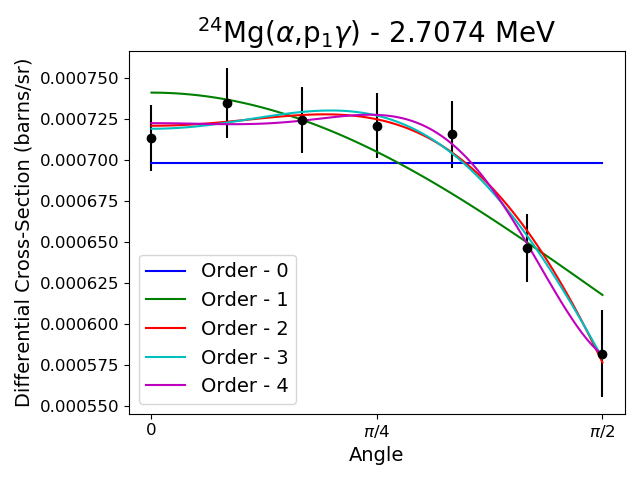 ²⁴Mg(α,p₁γ) - 2.7074 MeV
Differential Cross-Section (barns/sr)
0.000750
0.000725
0.000700
0.000675
0.000650
0.000625
0.000600
0.000575
0.000550
Order - 0
Order - 1
Order - 2
Order - 3
Order - 4
0 π/4 π/2
Angle